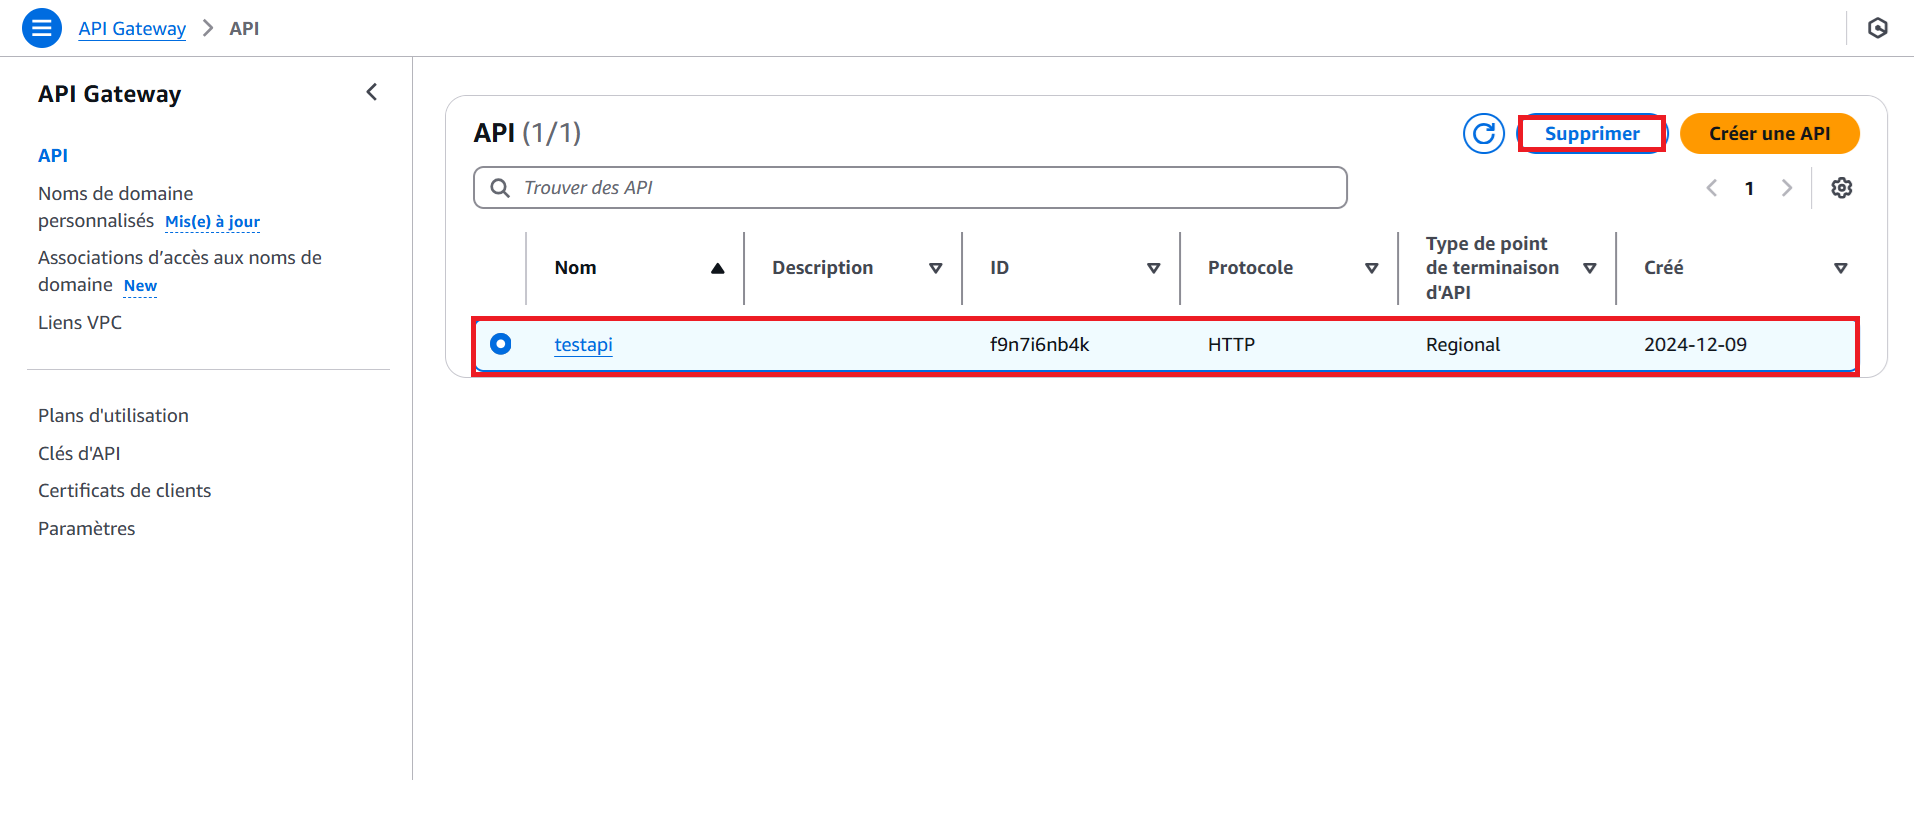 API Gateway > API
API Gateway
API
Noms de domaine
personnalisés Mis(e) à jour
Associations d’accès aux noms de
domaine New
Liens VPC
Plans d'utilisation
Clés d'API
Certificats de clients
Paramètres
API (1/1)
Supprimer
Créer une API
Trouver des API
1
Nom
Description
ID
Protocole
Type de point
de terminaison
d'API
Créé
testapi
f9n7i6nb4k
HTTP
Regional
2024-12-09